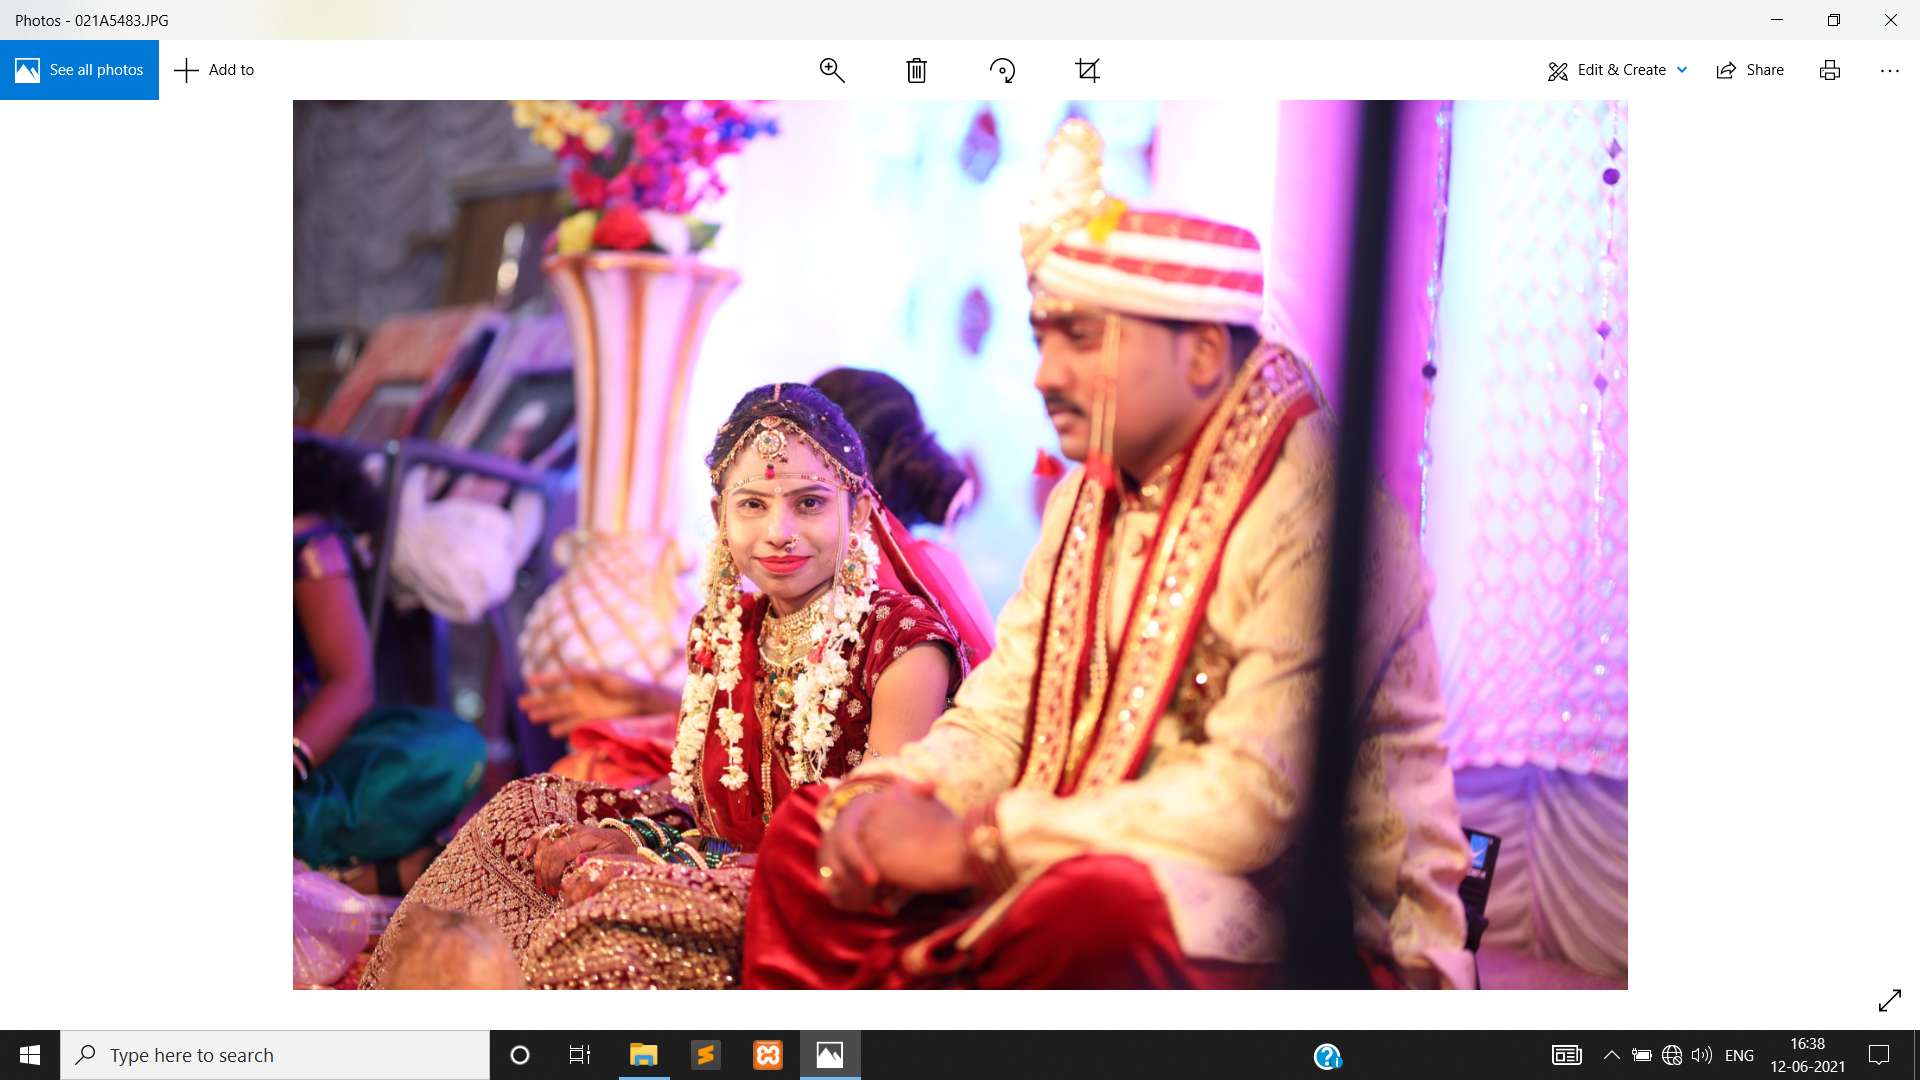 Photos - 021A5483.JPG
See all photos
Add to
Edit & Create
Share
Type here to search
ENG
16:38
12-06-2021